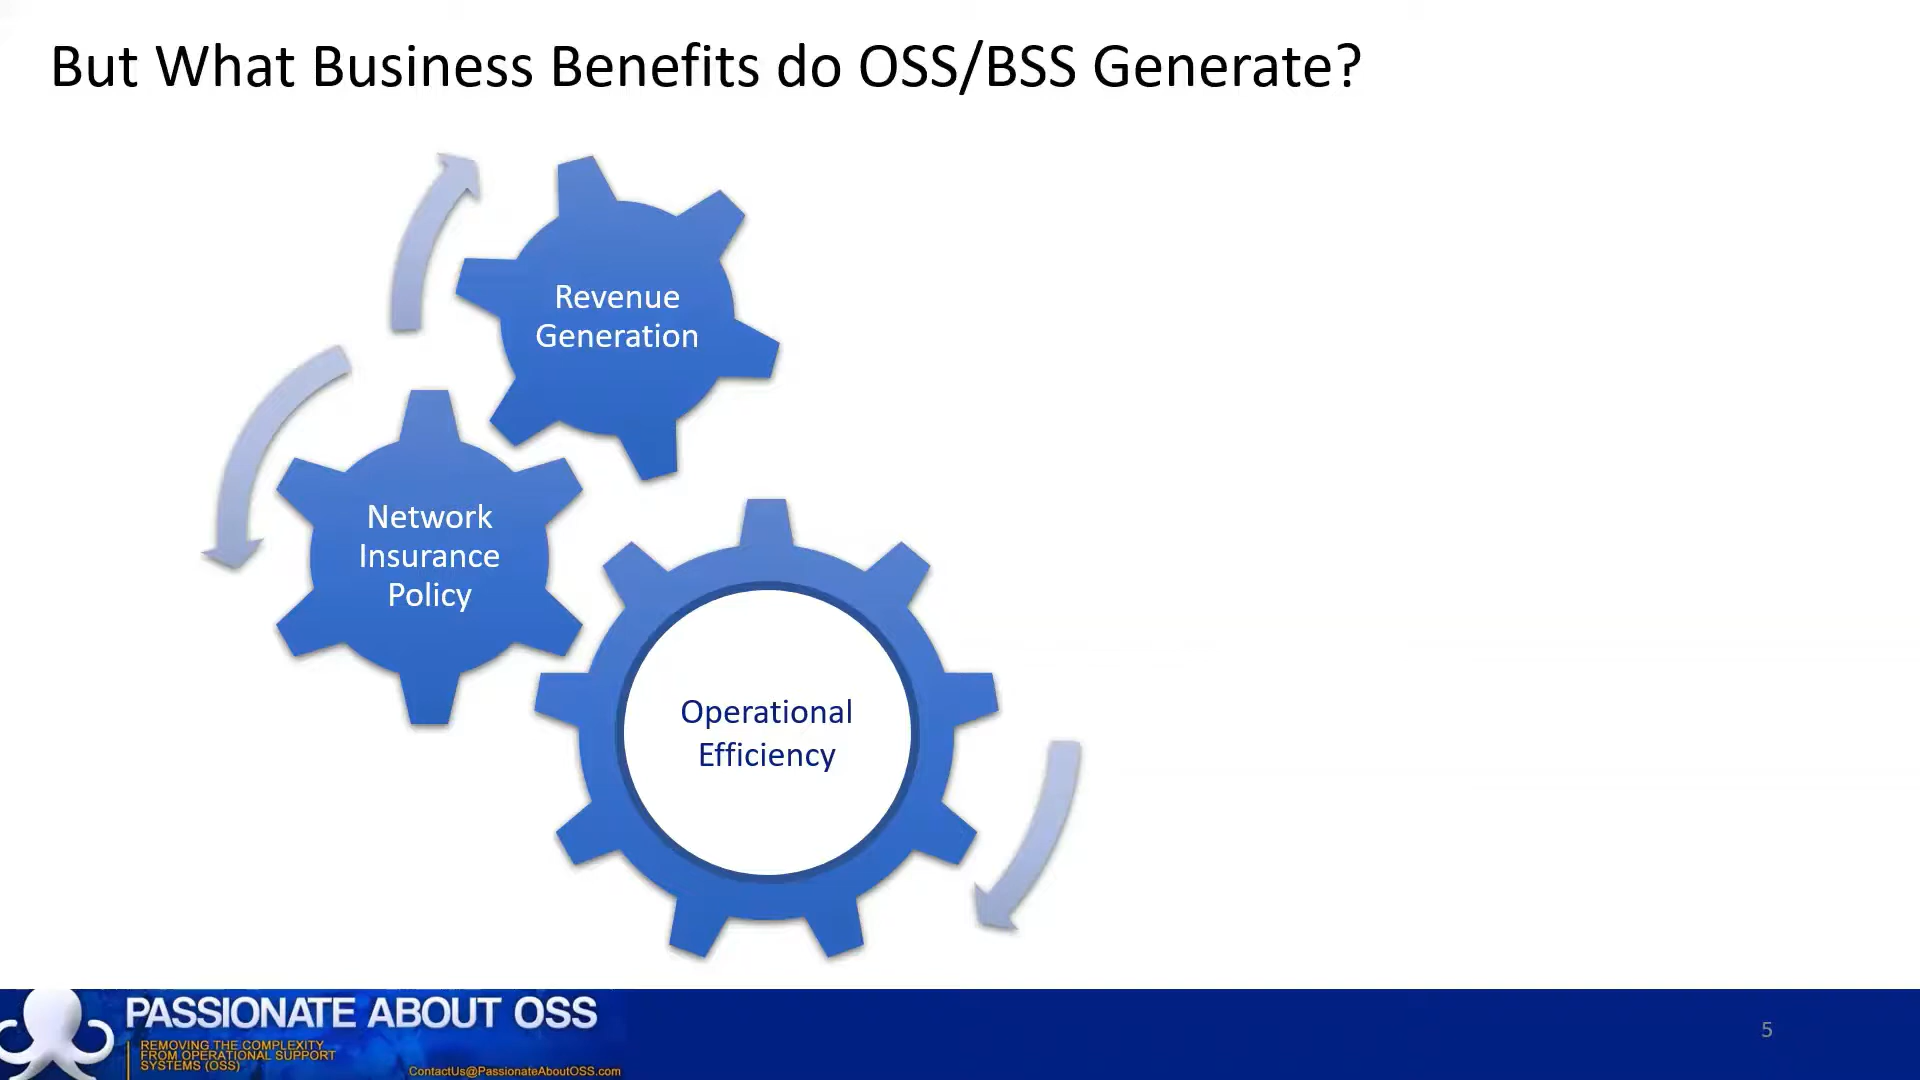 But What Business Benefits do OSS/BSS Generate?
Revenue
Generation
Network
Insurance
Policy
Operational
Efficiency
PASSIONATE ABOUT OSS
REMOVING THE COMPLEXITY
FROM OPERATIONAL SUPPORT
SYSTEMS (OSS)
ContactUs@PassionateAboutOSS.com
5